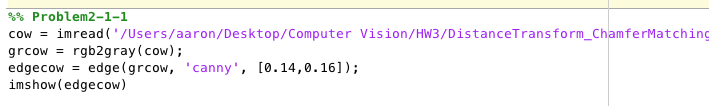 %% Problem2-1-1
cow = imread('/Users/aaron/Desktop/Computer Vision/HW3/DistanceTransform_ChamferMatching
grcow = rgb2gray(cow);
edgecow = edge(grcow, 'canny', [0.14,0.16]);
imshow(edgecow)